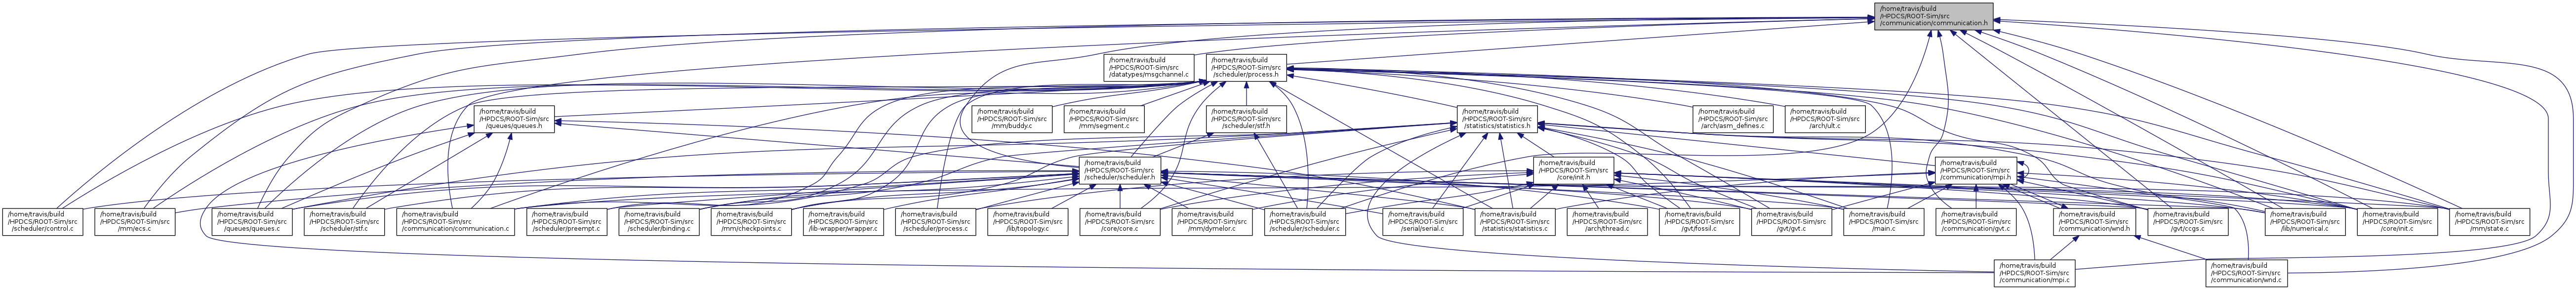 /home/travis/build
/HPDCS/ROOT-Sim/src
/communication/communication.h
/home/travis/build
/HPDCS/ROOT-Sim/src
/datatypes/msgchannel.c
/home/travis/build
/HPDCS/ROOT-Sim/src
/scheduler/process.h
/home/travis/build
/HPDCS/ROOT-Sim/src
/queues/queues.h
/home/travis/build
/HPDCS/ROOT-Sim/src
/mm/buddy.c
/home/travis/build
/HPDCS/ROOT-Sim/src
/mm/segment.c
/home/travis/build
/HPDCS/ROOT-Sim/src
/scheduler/stf.h
/home/travis/build
/HPDCS/ROOT-Sim/src
/statistics/statistics.h
/home/travis/build
/HPDCS/ROOT-Sim/src
/arch/asm_defines.c
/home/travis/build
/HPDCS/ROOT-Sim/src
/arch/ult.c
/home/travis/build
/HPDCS/ROOT-Sim/src
/scheduler/scheduler.h
/home/travis/build
/HPDCS/ROOT-Sim/src
/core/init.h
/home/travis/build
/HPDCS/ROOT-Sim/src
/communication/mpi.h
/home/travis/build
/HPDCS/ROOT-Sim/src
/scheduler/control.c
/home/travis/build
/HPDCS/ROOT-Sim/src
/mm/ecs.c
/home/travis/build
/HPDCS/ROOT-Sim/src
/queues/queues.c
/home/travis/build
/HPDCS/ROOT-Sim/src
/scheduler/stf.c
/home/travis/build
/HPDCS/ROOT-Sim/src
/communication/communication.c
/home/travis/build
/HPDCS/ROOT-Sim/src
/scheduler/preempt.c
/home/travis/build
/HPDCS/ROOT-Sim/src
/scheduler/binding.c
/home/travis/build
/HPDCS/ROOT-Sim/src
/mm/checkpoints.c
/home/travis/build
/HPDCS/ROOT-Sim/src
/lib-wrapper/wrapper.c
/home/travis/build
/HPDCS/ROOT-Sim/src
/scheduler/process.c
/home/travis/build
/HPDCS/ROOT-Sim/src
/lib/topology.c
/home/travis/build
/HPDCS/ROOT-Sim/src
/core/core.c
/home/travis/build
/HPDCS/ROOT-Sim/src
/mm/dymelor.c
/home/travis/build
/HPDCS/ROOT-Sim/src
/scheduler/scheduler.c
/home/travis/build
/HPDCS/ROOT-Sim/src
/serial/serial.c
/home/travis/build
/HPDCS/ROOT-Sim/src
/statistics/statistics.c
/home/travis/build
/HPDCS/ROOT-Sim/src
/arch/thread.c
/home/travis/build
/HPDCS/ROOT-Sim/src
/gvt/fossil.c
/home/travis/build
/HPDCS/ROOT-Sim/src
/gvt/gvt.c
/home/travis/build
/HPDCS/ROOT-Sim/src
/main.c
/home/travis/build
/HPDCS/ROOT-Sim/src
/communication/gvt.c
/home/travis/build
/HPDCS/ROOT-Sim/src
/communication/wnd.h
/home/travis/build
/HPDCS/ROOT-Sim/src
/gvt/ccgs.c
/home/travis/build
/HPDCS/ROOT-Sim/src
/lib/numerical.c
/home/travis/build
/HPDCS/ROOT-Sim/src
/core/init.c
/home/travis/build
/HPDCS/ROOT-Sim/src
/mm/state.c
/home/travis/build
/HPDCS/ROOT-Sim/src
/communication/mpi.c
/home/travis/build
/HPDCS/ROOT-Sim/src
/communication/wnd.c